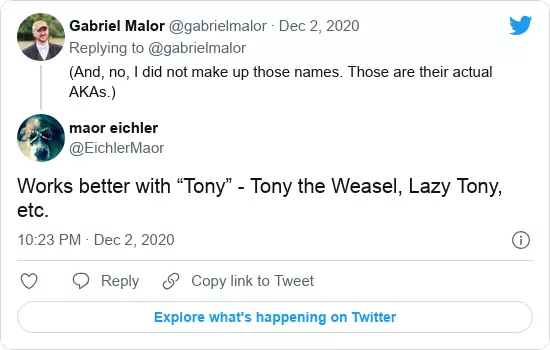 Gabriel Malor @gabrielmalor · Dec 2, 2020
Replying to @gabrielmalor
(And, no, I did not make up those names. Those are their actual
AKAs.)
maor eichler
@EichlerMaor
Works better with “Tony” - Tony the Weasel, Lazy Tony,
etc.
10:23 PM · Dec 2, 2020
Reply Copy link to Tweet
Explore what's happening on Twitter